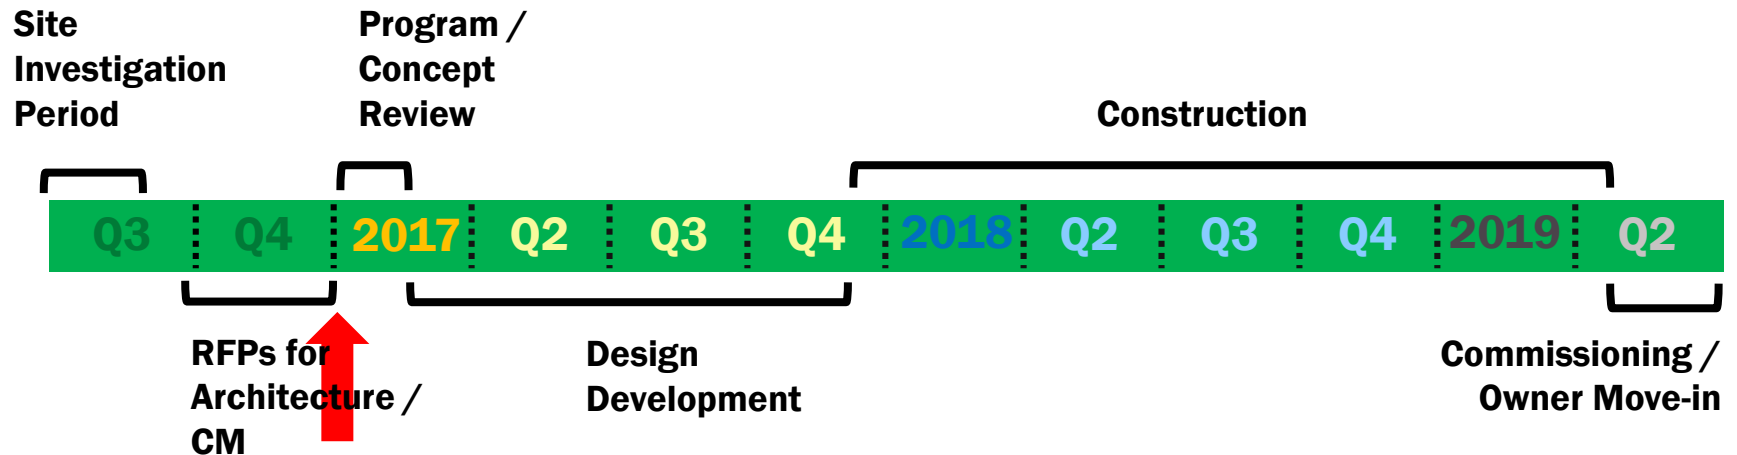 Site
Investigation
Period
Program /
Concept
Review
Construction
Q3 Q4 2017 Q2 Q3 Q4 2018 Q2 Q3 Q4 2019 Q2
RFPs for
Architecture /
CM
Design
Development
Commissioning /
Owner Move-in